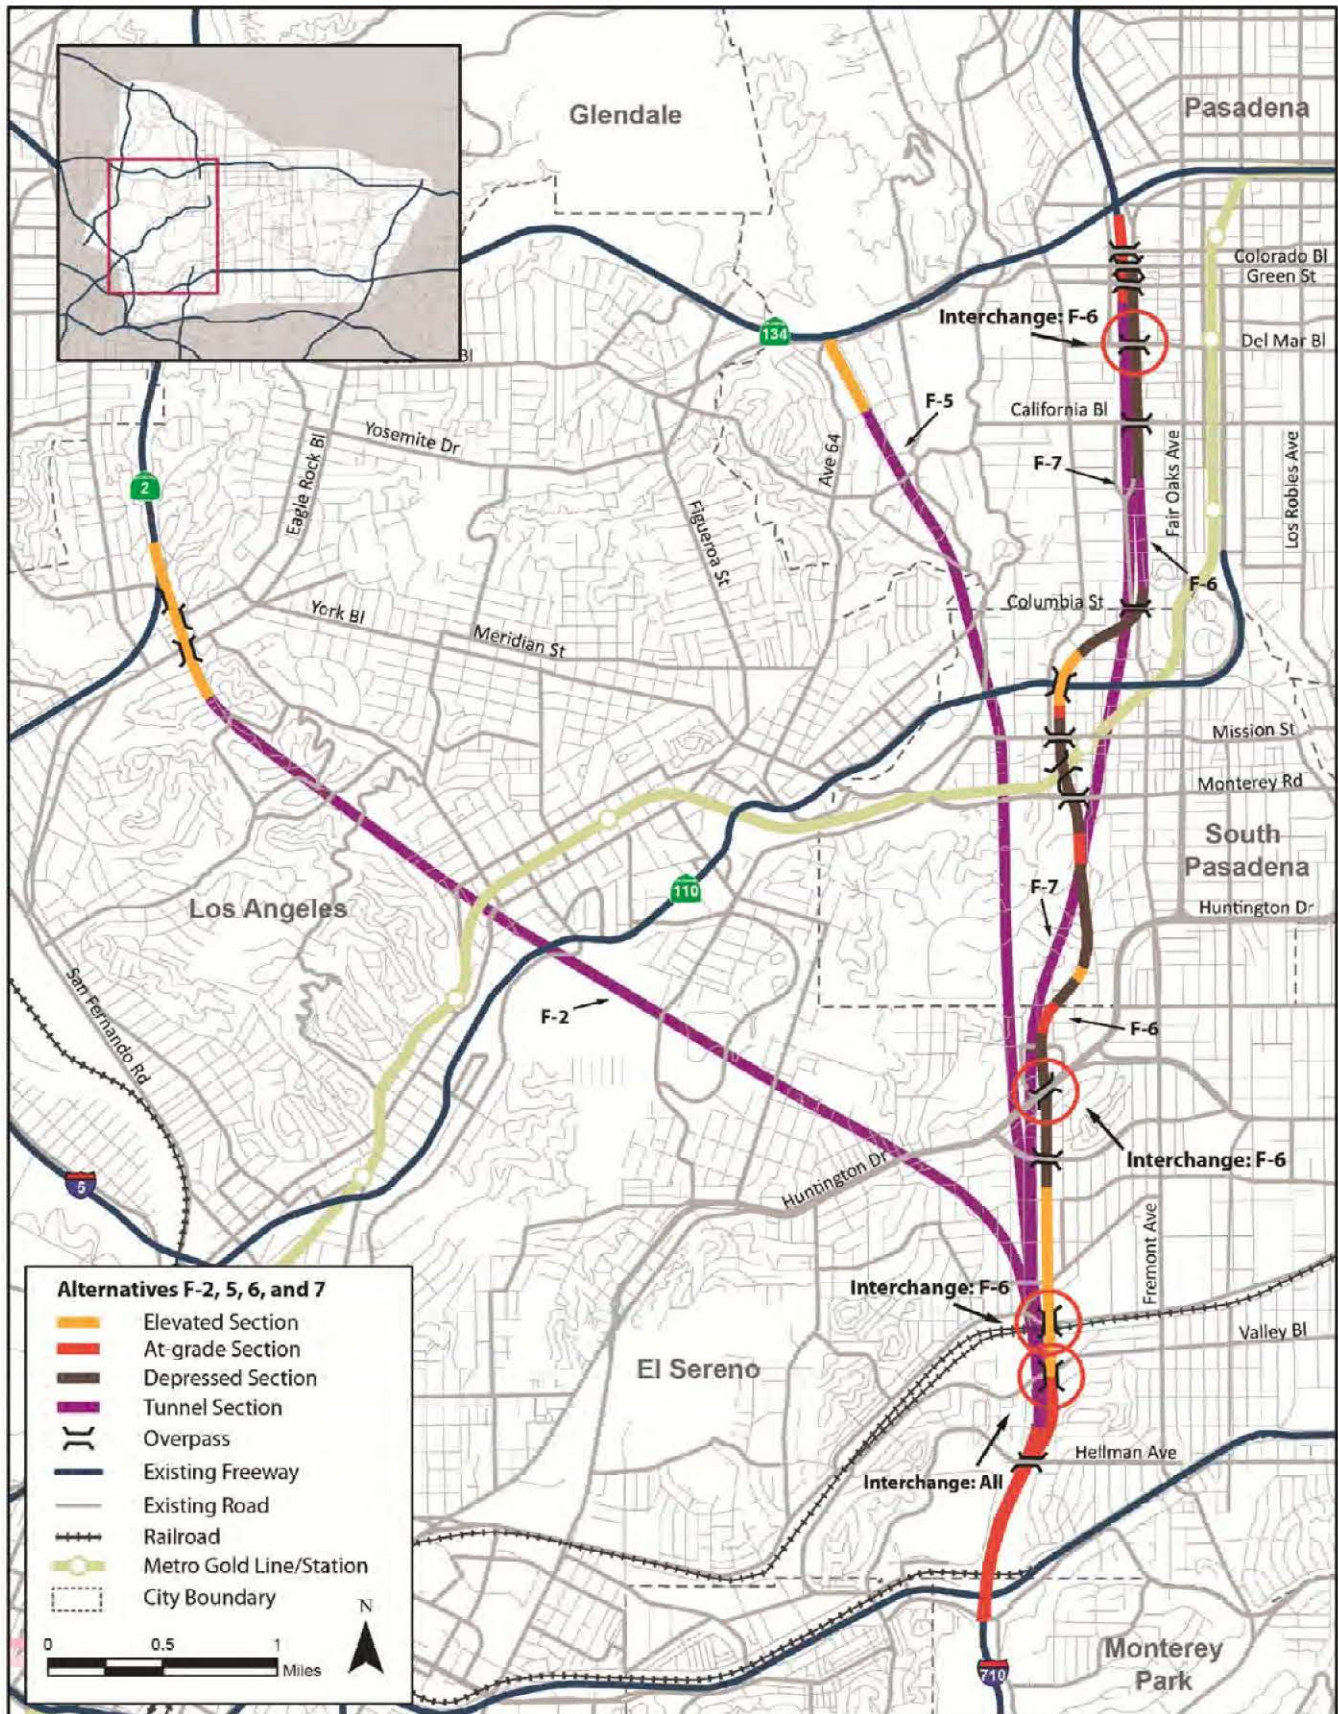 Glendale
Pasadena
Colorado Bl
Green St
134
Interchange: F-6
Del Mar Bl
Bl
F-5
California Bl
Yosemite Dr
Eagle Rock Bl
Ave 64
F-7
Fair Oaks Ave
Los Robles Ave
2
Figueroa St
F-6
York Bl
Columbia St
Meridian St
Mission St
Monterey Rd
South
Pasadena
110
F-7
Los Angeles
Huntington Dr
San Fernando Rd
F-2
F-6
Interchange: F-6
Huntington Dr
5
Fremont Ave
Interchange: F-6
Valley Bl
El Sereno
Hellman Ave
Interchange: All
Alternatives F-2, 5, 6, and 7
Elevated Section
At-grade Section
Depressed Section
Tunnel Section
Overpass
Existing Freeway
Existing Road
Railroad
Metro Gold Line/Station
City Boundary
N
0 0.5 1
Miles
Monterey
Park
710